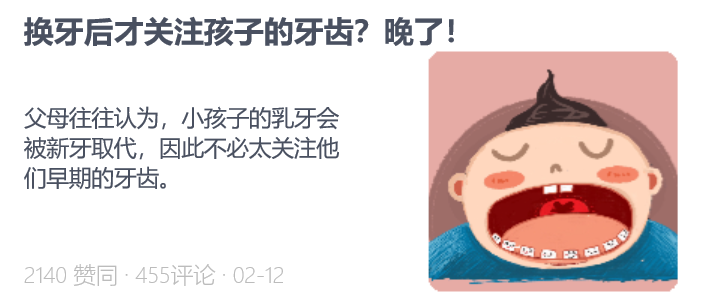 换牙后才关注孩子的牙齿？晚了！
父母往往认为，小孩子的乳牙会
被新牙取代，因此不必太关注他
们早期的牙齿。
2140 赞同 · 455评论 · 02-12